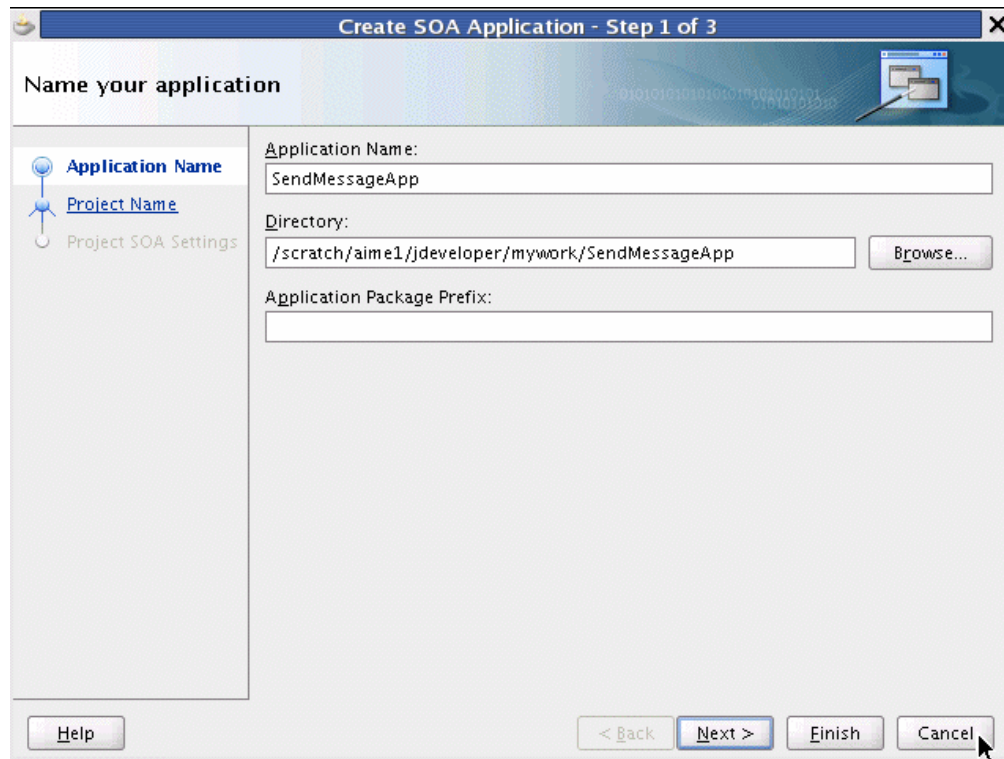 Create SOA Application - Step 1 of 3
Name your application
Application Name
Project Name
Project SOA Settings
Application Name:
SendMessageApp
Directory:
/scratch/aime1/jdeveloper/mywork/SendMessageApp
Browse...
Application Package Prefix:
Help
< Back
Next >
Finish
Cancel